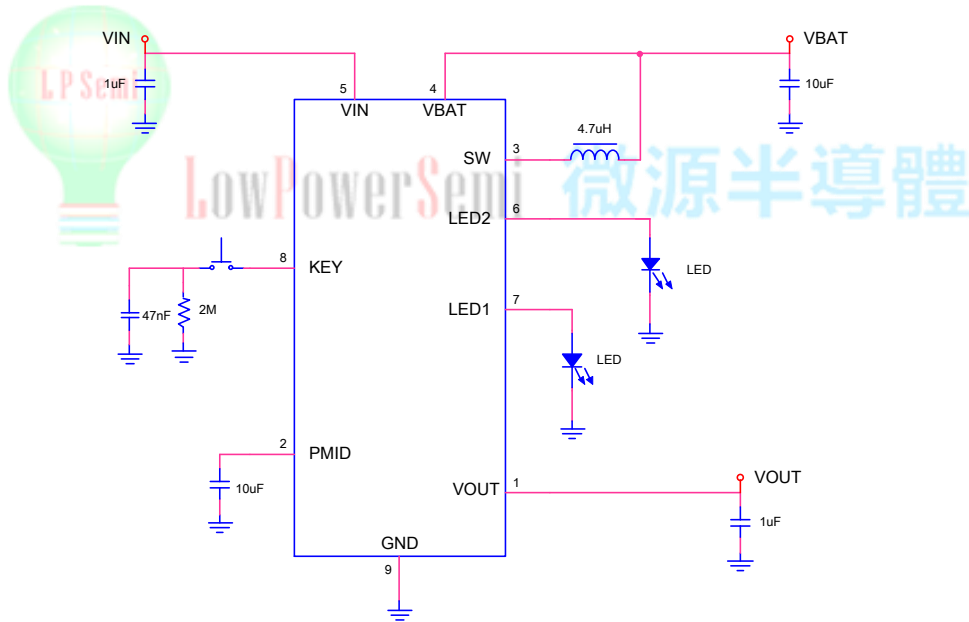 VIN
VBAT
1uF
5
4
10uF
L P Semi
VIN
VBAT
4.7uH
SW
3
LowPowerSemi 微源半導體
LED2
6
8
KEY
LED
LED1
7
47nF
2M
LED
2
PMID
10uF
VOUT
1
VOUT
1uF
GND
9